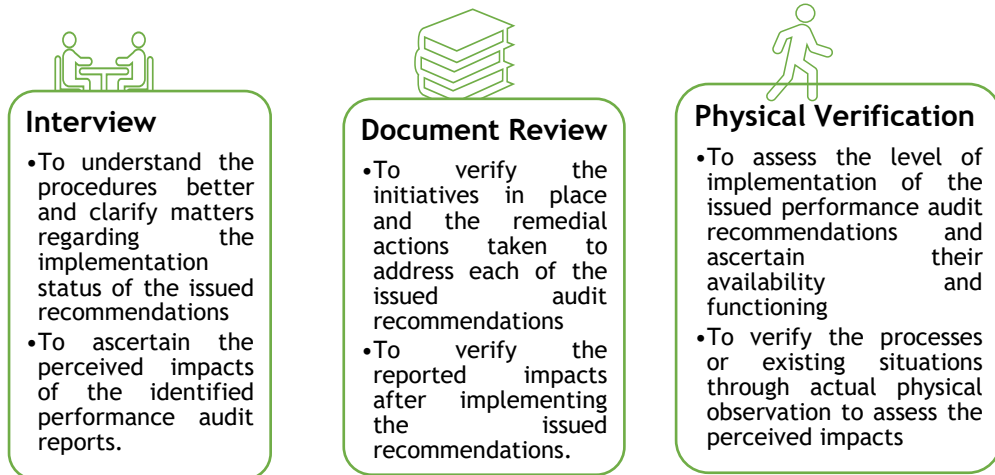 Interview
•To understand the
procedures better
and clarify matters
regarding the
implementation
status of the issued
recommendations
•To ascertain the
perceived impacts
of the identified
performance audit
reports.
Document Review
•To verify the
initiatives in place
and the remedial
actions taken to
address each of the
issued audit
recommendations
•To verify the
reported impacts
after implementing
the issued
recommendations.
Physical Verification
•To assess the level of
implementation of the
issued performance audit
recommendations and
ascertain their
availability and
functioning
•To verify the processes
or existing situations
through actual physical
observation to assess the
perceived impacts